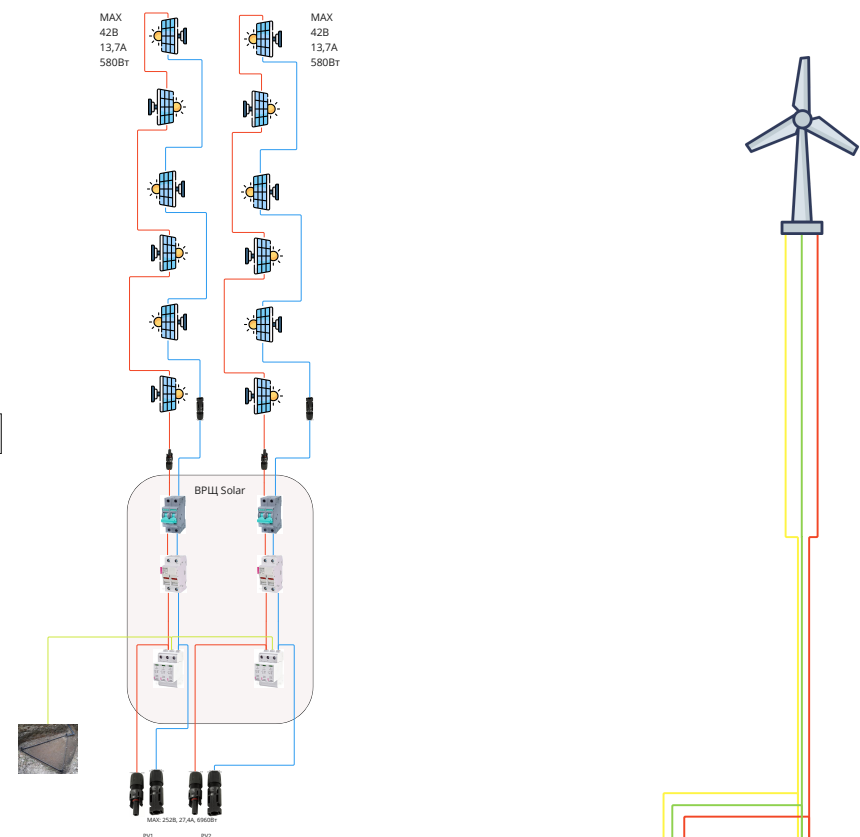 MAX
42В
13,7А
580Вт
MAX
42В
13,7А
580Вт
ВРЩ Solar
MAX: 252В, 27,4А, 6960Вт
PV1
PV2